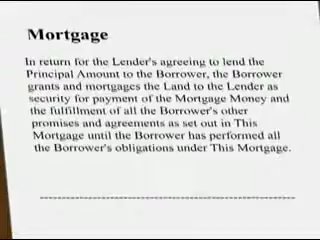 Mortgage
In return for the Lender's agreeing to lend the
Principal Amount to the Borrower, the Borrower
grants and mortgages the Land to the Lender as
security for payment of the Mortgage Money and
the fulfillment of all the Borrower's other
promises and agreements as set out in This
Mortgage until the Borrower has performed all
the Borrower's obligations under This Mortgage.